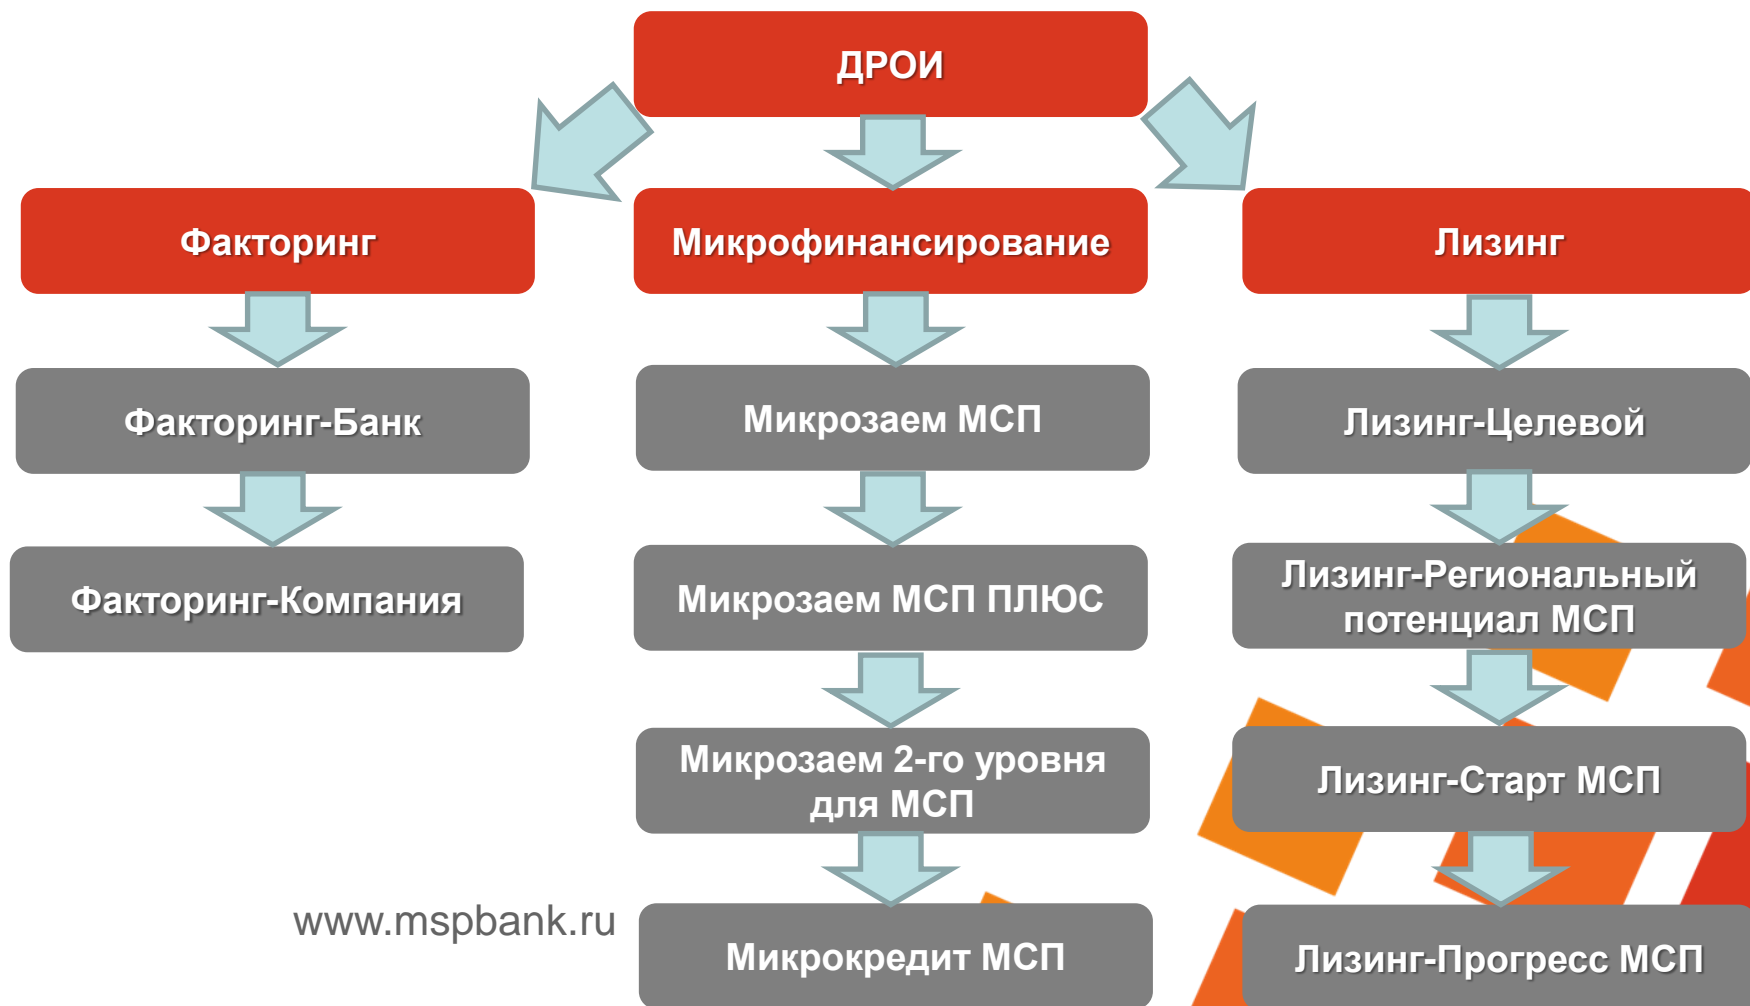 ДРОИ
Факторинг
Микрофинансирование
Лизинг
Факторинг-Банк
Микрозаем МСП
Лизинг-Целевой
Факторинг-Компания
Микрозаем МСП ПЛЮС
Лизинг-Региональный
потенциал МСП
Микрозаем 2-го уровня
для МСП
Лизинг-Старт МСП
www.mspbank.ru
Микрокредит МСП
Лизинг-Прогресс МСП